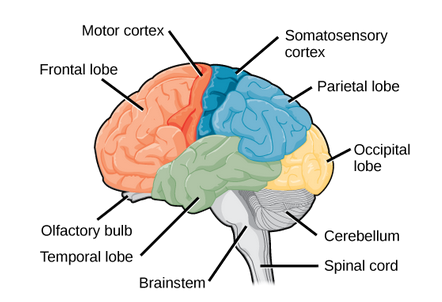 Motor cortex
Somatosensory
cortex
Frontal lobe
Parietal lobe
Occipital
lobe
Olfactory bulb
Cerebellum
Temporal lobe
Spinal cord
Brainstem